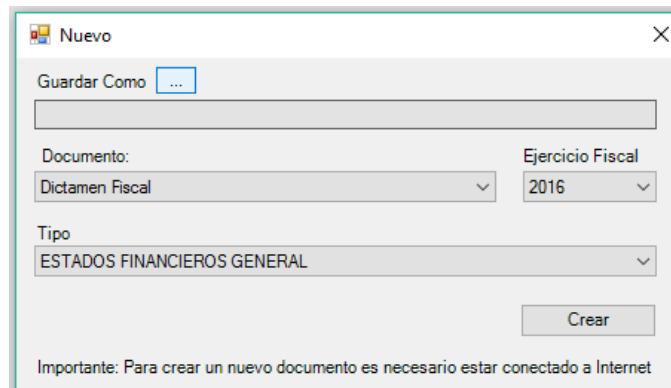 Nuevo
Guardar Como ...
Documento: Ejercicio Fiscal
Dictamen Fiscal 2016
Tipo
ESTADOS FINANCIEROS GENERAL
Crear
Importante: Para crear un nuevo documento es necesario estar conectado a Internet